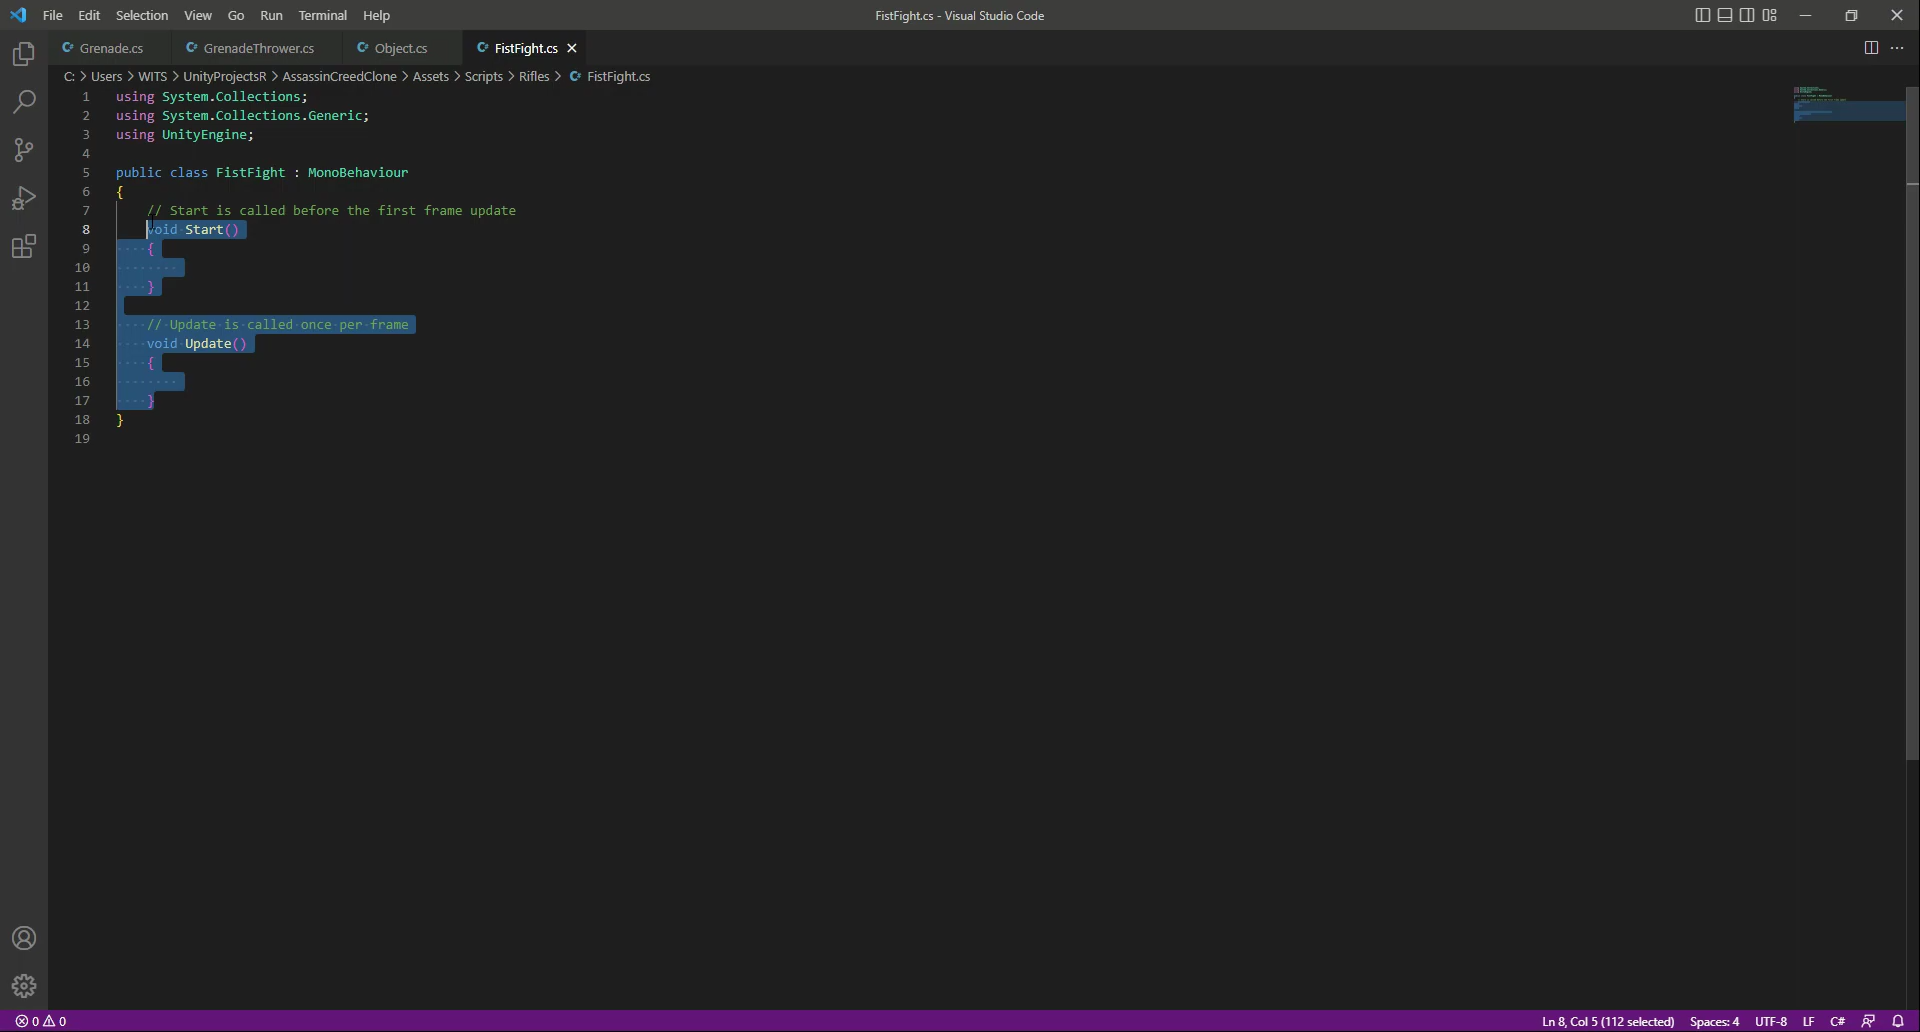 File Edit Selection View Go Run Terminal Help
FistFight.cs - Visual Studio Code
Grenade.cs GrenadeThrower.cs Object.cs FistFight.cs
C: > Users > WITS > UnityProjectsR > AssassinCreedClone > Assets > Scripts > Rifles > FistFight.cs
1 using System.Collections;
2 using System.Collections.Generic;
3 using UnityEngine;
4
5 public class FistFight : MonoBehaviour
6 {
7 // Start is called before the first frame update
8 void Start()
9 {
10
11 }
12
13 // Update is called once per frame
14 void Update()
15 {
16
17 }
18 }
19
0 0 Ln 8, Col 5 (112 selected) Spaces: 4 UTF-8 LF C#